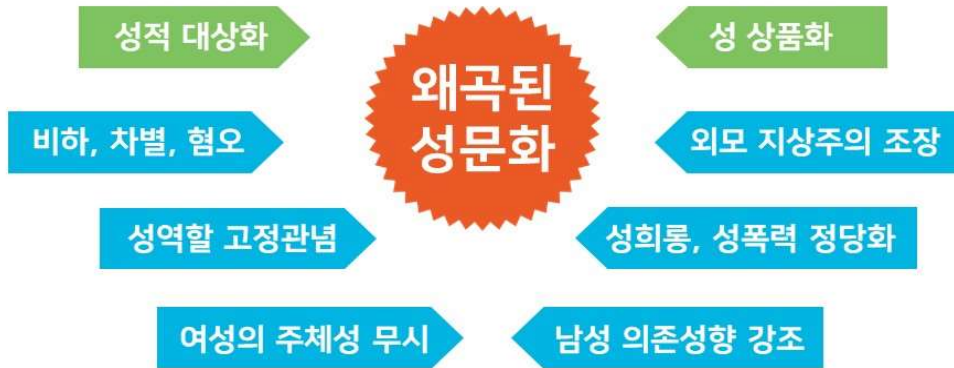 성적 대상화
왜곡된
성문화
성 상품화
비하, 차별, 혐오
외모 지상주의 조장
성역할 고정관념
성희롱, 성폭력 정당화
여성의 주체성 무시
남성 의존성향 강조